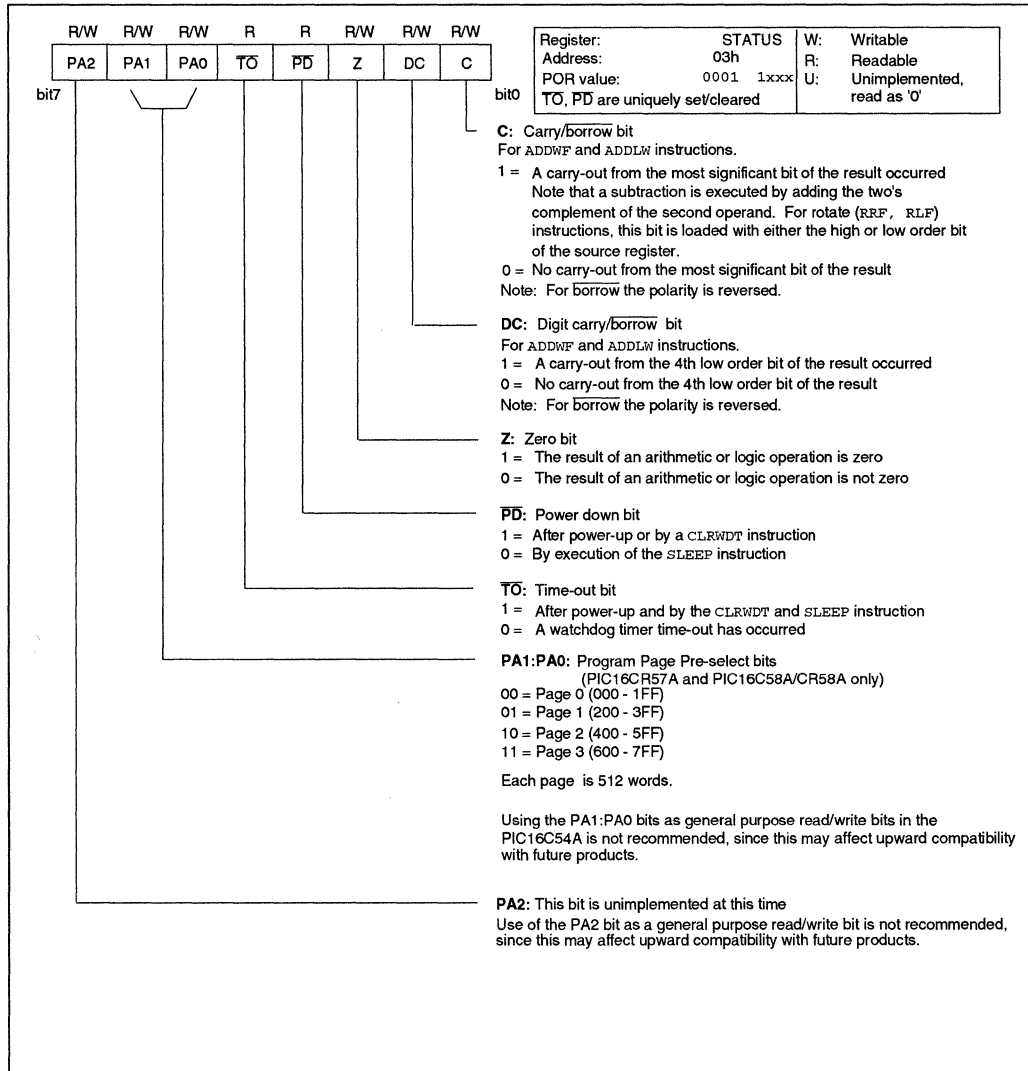 R/W R/W R/W R R R/W R/W R/W
PA2 PA1 PA0 T̅O̅ P̅D̅ Z DC C
bit7 bit0
Register: STATUS
Address: 03h
POR value: 0001 1xxx
T̅O̅, P̅D̅ are uniquely set/cleared
W: Writable
R: Readable
U: Unimplemented,
read as '0'
C: Carry/b̅o̅r̅r̅o̅w̅ bit
For ADDWF and ADDLW instructions.
1 = A carry-out from the most significant bit of the result occurred
Note that a subtraction is executed by adding the two's
complement of the second operand. For rotate (RRF, RLF)
instructions, this bit is loaded with either the high or low order bit
of the source register.
0 = No carry-out from the most significant bit of the result
Note: For b̅o̅r̅r̅o̅w̅ the polarity is reversed.
DC: Digit carry/b̅o̅r̅r̅o̅w̅ bit
For ADDWF and ADDLW instructions.
1 = A carry-out from the 4th low order bit of the result occurred
0 = No carry-out from the 4th low order bit of the result
Note: For b̅o̅r̅r̅o̅w̅ the polarity is reversed.
Z: Zero bit
1 = The result of an arithmetic or logic operation is zero
0 = The result of an arithmetic or logic operation is not zero
P̅D̅: Power down bit
1 = After power-up or by a CLRWDT instruction
0 = By execution of the SLEEP instruction
T̅O̅: Time-out bit
1 = After power-up and by the CLRWDT and SLEEP instruction
0 = A watchdog timer time-out has occurred
PA1:PA0: Program Page Pre-select bits
(PIC16CR57A and PIC16C58A/CR58A only)
00 = Page 0 (000 - 1FF)
01 = Page 1 (200 - 3FF)
10 = Page 2 (400 - 5FF)
11 = Page 3 (600 - 7FF)
Each page is 512 words.
Using the PA1:PA0 bits as general purpose read/write bits in the
PIC16C54A is not recommended, since this may affect upward compatibility
with future products.
PA2: This bit is unimplemented at this time
Use of the PA2 bit as a general purpose read/write bit is not recommended,
since this may affect upward compatibility with future products.